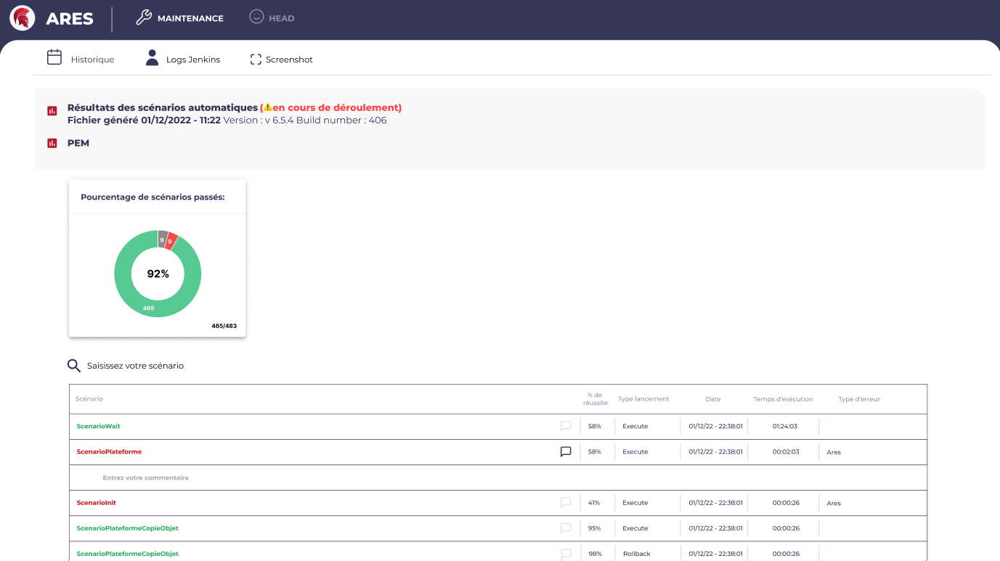 ARES
MAINTENANCE
HEAD
Historique
Logs Jenkins
Screenshot
Résultats des scénarios automatiques (⚠en cours de déroulement)
Fichier généré 01/12/2022 - 11:22 Version : v 6.5.4 Build number : 406
PEM
Pourcentage de scénarios passés:
9
9
92%
465
465/483
Saisissez votre scénario
Scénario % de réussite Type lancement Date Temps d'exécution Type d'erreur
ScenarioWait 58% Execute 01/12/22 - 22:38:01 01:24:03
ScenarioPlateforme 58% Execute 01/12/22 - 22:38:01 00:02:03 Ares
Entrez votre commentaire
ScenarioInit 41% Execute 01/12/22 - 22:38:01 00:00:26 Ares
ScenarioPlateformeCopieObjet 95% Execute 01/12/22 - 22:38:01 00:00:26
ScenarioPlateformeCopieObjet 98% Rollback 01/12/22 - 22:38:01 00:00:26